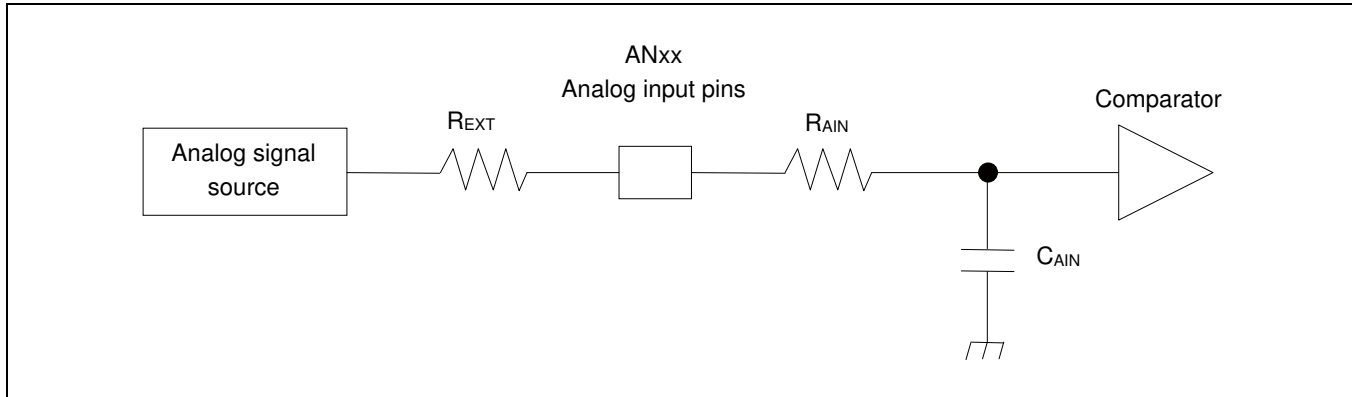 ANxx
Analog input pins
Comparator
REXT
RAIN
Analog signal
source
CAIN